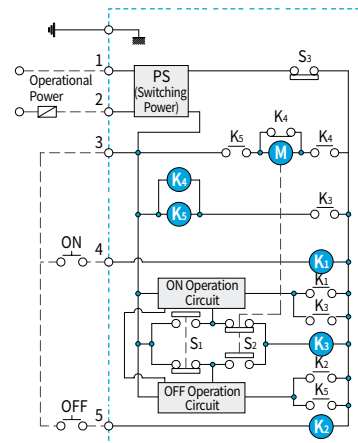 1
PS
(Switching
Power)
S3
Operational
Power
2
3
K5
K4
M
K4
K4
K5
K3
ON
4
K1
K1
ON Operation
Circuit
K3
S1
S2
K3
K2
OFF Operation
Circuit
K5
OFF
5
K2